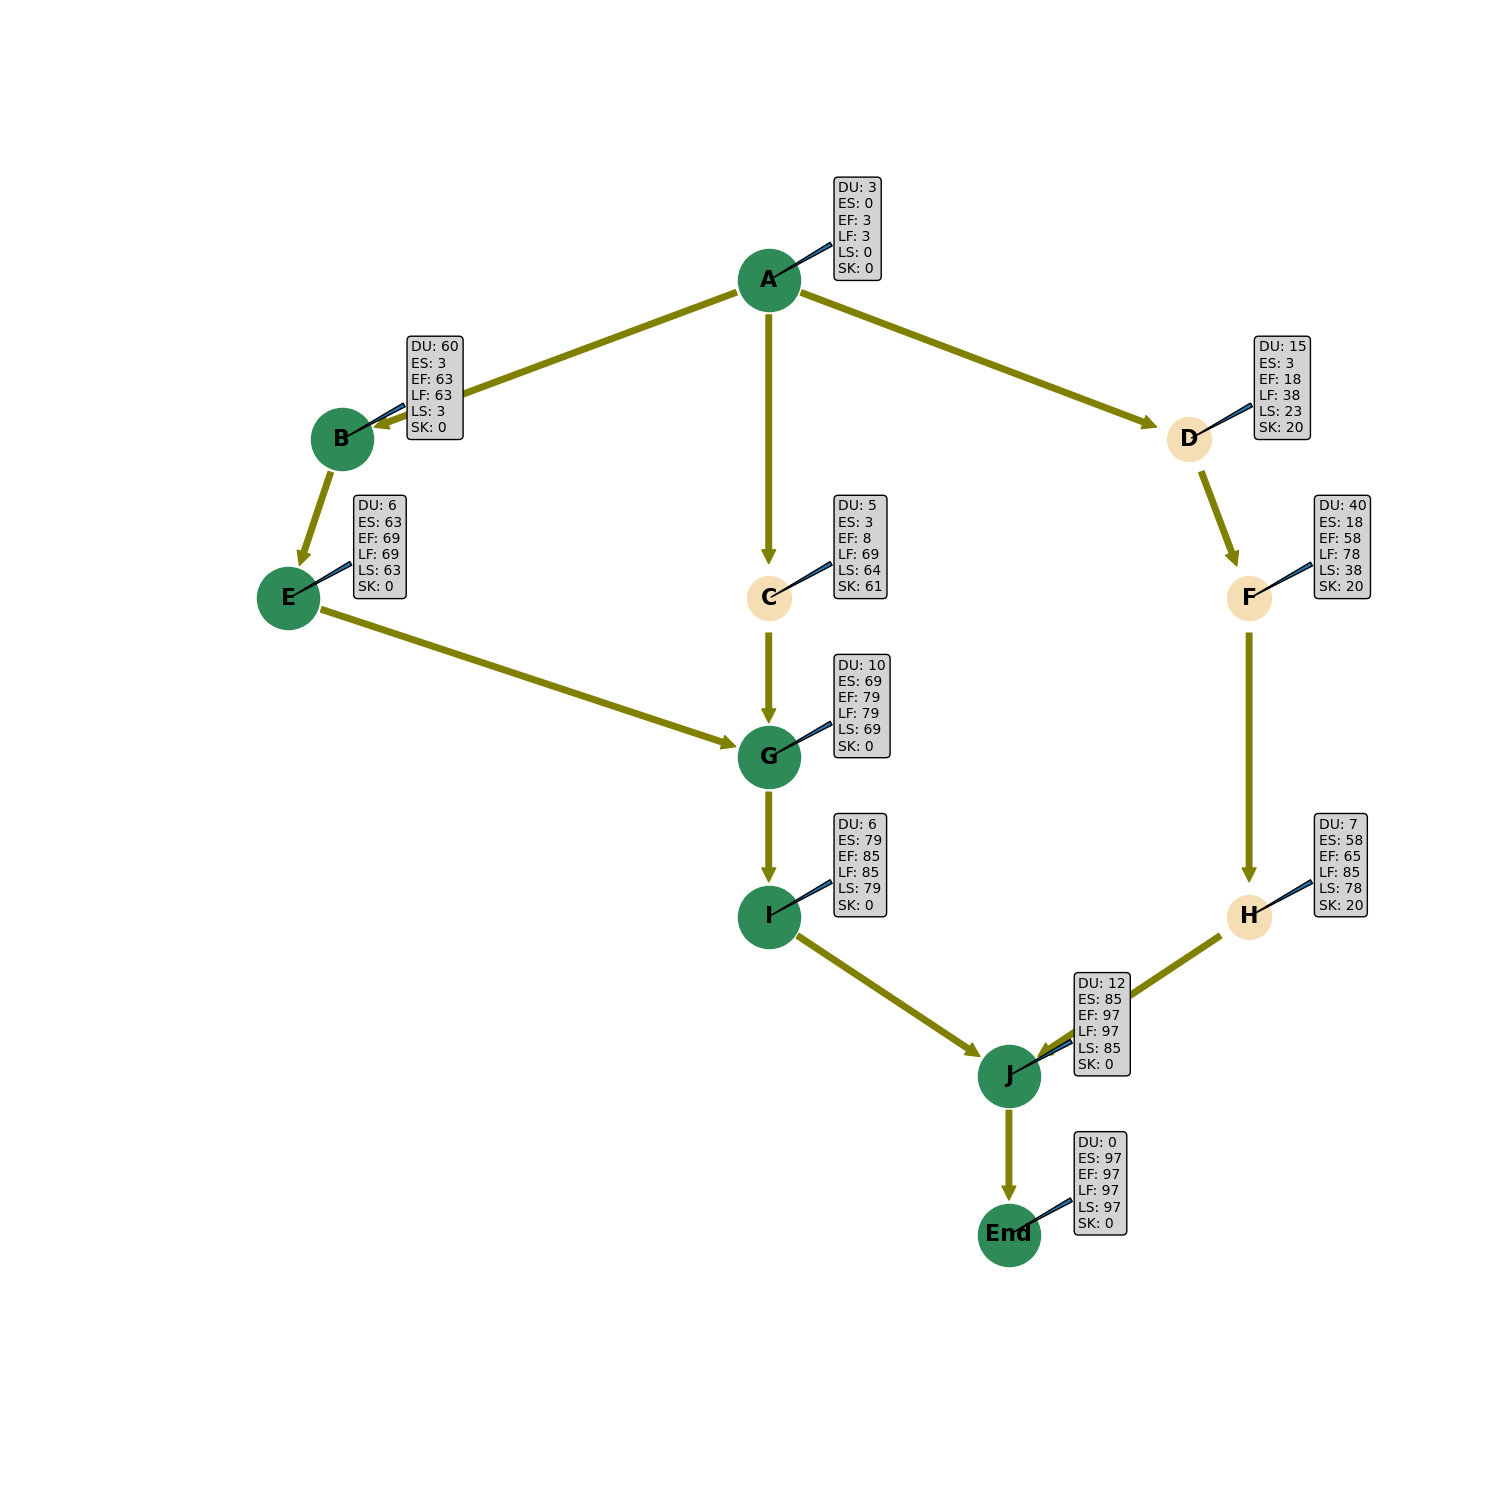 A
DU: 3
ES: 0
EF: 3
LF: 3
LS: 0
SK: 0
B
DU: 60
ES: 3
EF: 63
LF: 63
LS: 3
SK: 0
D
DU: 15
ES: 3
EF: 18
LF: 38
LS: 23
SK: 20
E
DU: 6
ES: 63
EF: 69
LF: 69
LS: 63
SK: 0
C
DU: 5
ES: 3
EF: 8
LF: 69
LS: 64
SK: 61
F
DU: 40
ES: 18
EF: 58
LF: 78
LS: 38
SK: 20
G
DU: 10
ES: 69
EF: 79
LF: 79
LS: 69
SK: 0
I
DU: 6
ES: 79
EF: 85
LF: 85
LS: 79
SK: 0
H
DU: 7
ES: 58
EF: 65
LF: 85
LS: 78
SK: 20
J
DU: 12
ES: 85
EF: 97
LF: 97
LS: 85
SK: 0
End
DU: 0
ES: 97
EF: 97
LF: 97
LS: 97
SK: 0